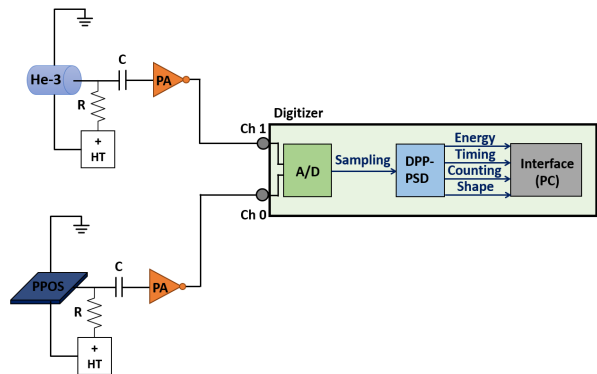 He-3
C
PA
R
+
HT
Digitizer
Ch 1
A/D
Sampling
DPP-
PSD
Energy
Timing
Counting
Shape
Interface
(PC)
Ch 0
PPOS
C
PA
R
+
HT